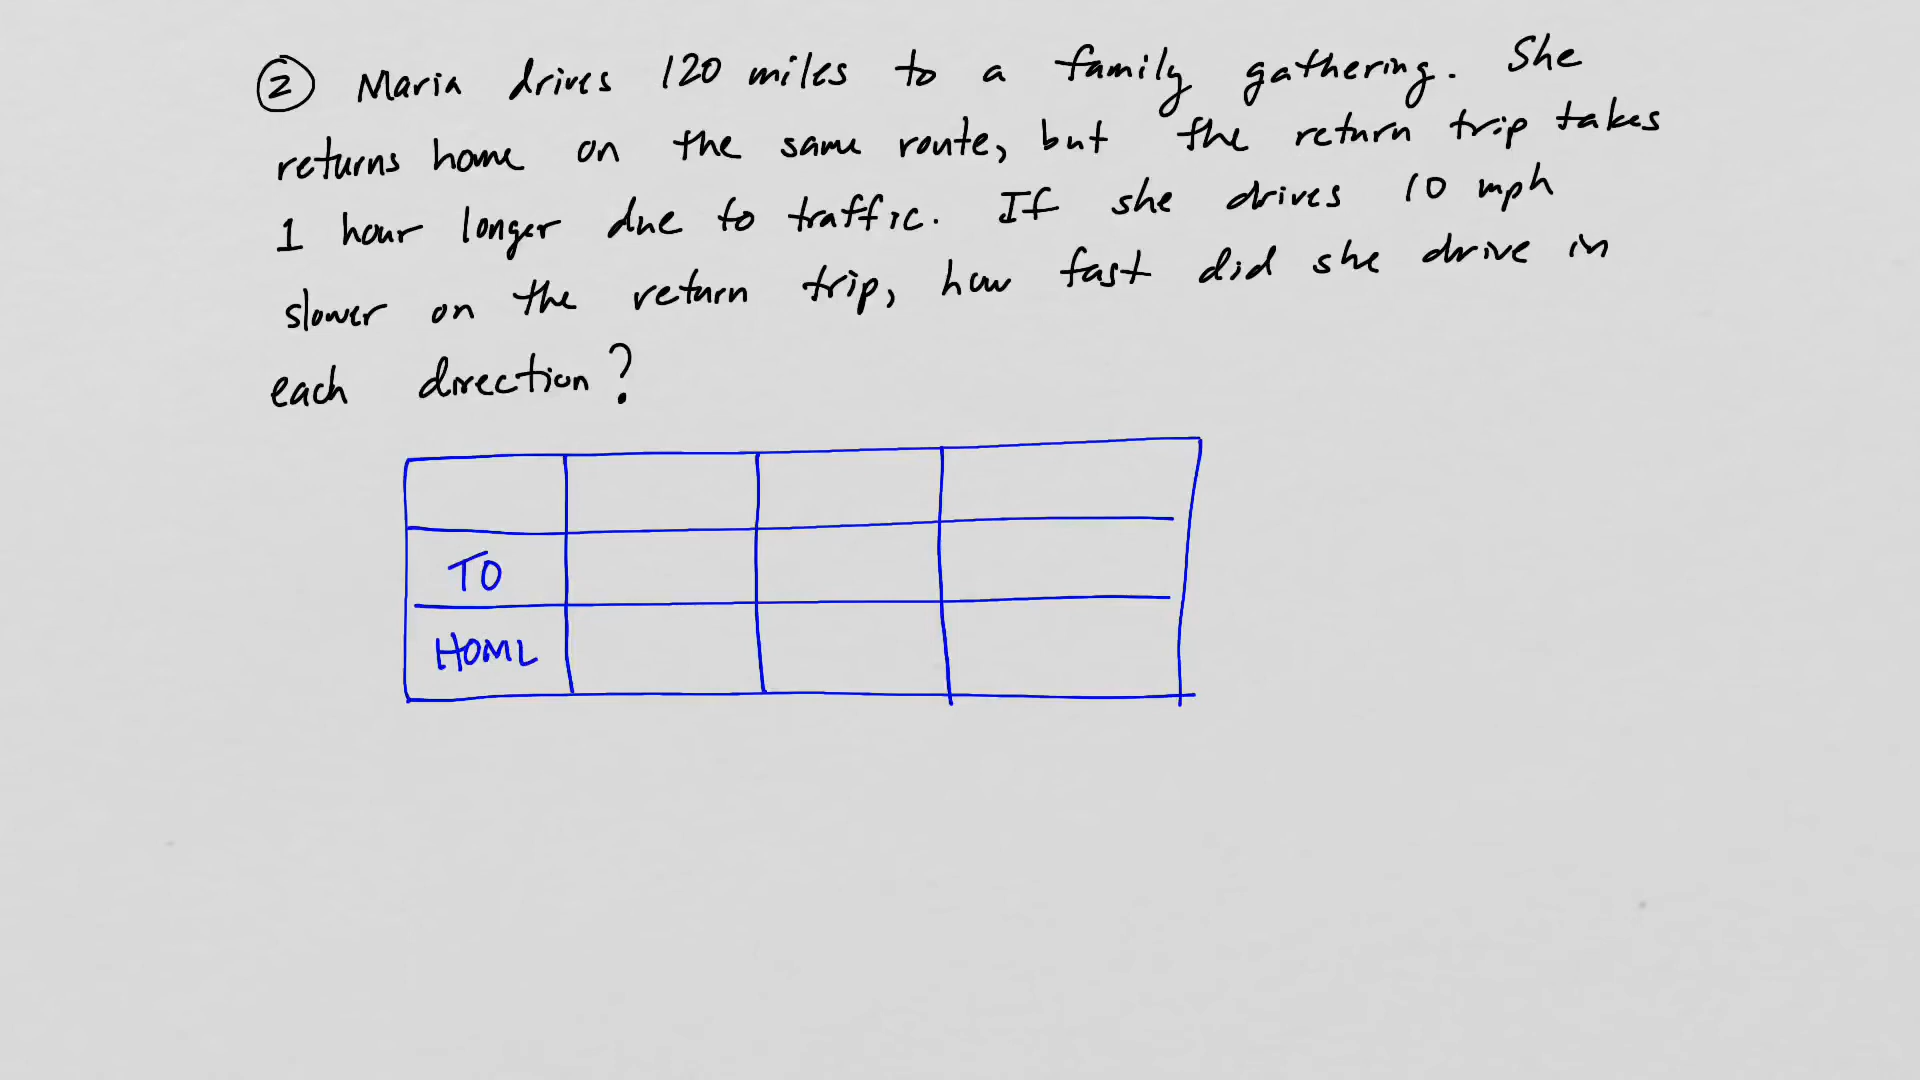 ② Maria drives 120 miles to a family gathering. She
returns home on the same route, but the return trip takes
1 hour longer due to traffic. If she drives 10 mph
slower on the return trip, how fast did she drive in
each direction?
TO
HOME